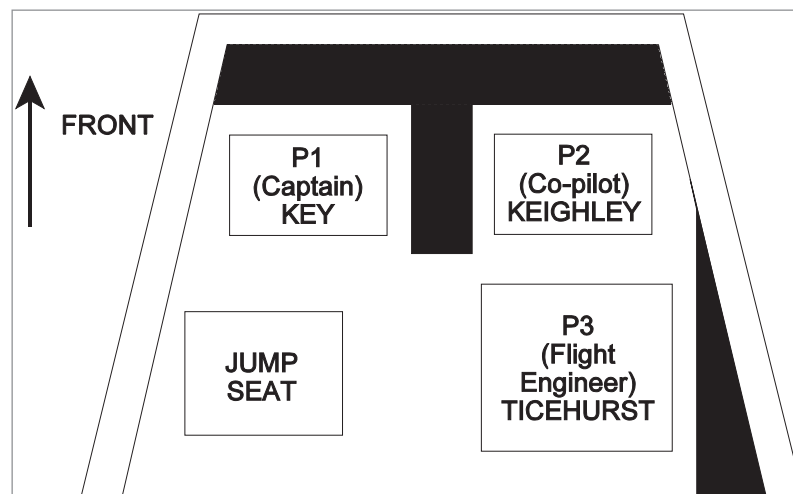 FRONT
P1
(Captain)
KEY
P2
(Co-pilot)
KEIGHLEY
JUMP
SEAT
P3
(Flight
Engineer)
TICEHURST